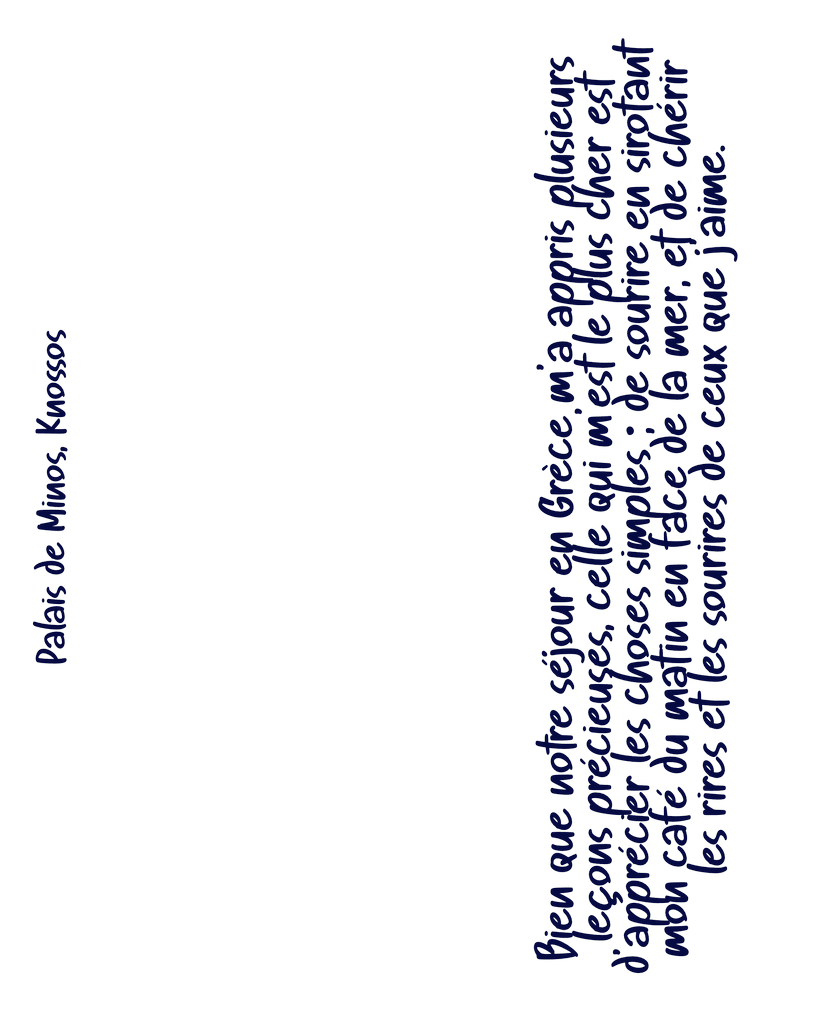 Palais de Minos, Knossos
Bien que notre séjour en Grèce m'a appris plusieurs
leçons précieuses, celle qui m'est le plus cher est
d'apprécier les choses simples ; de sourire en sirotant
mon café du matin en face de la mer, et de chérir
les rires et les sourires de ceux que j'aime.